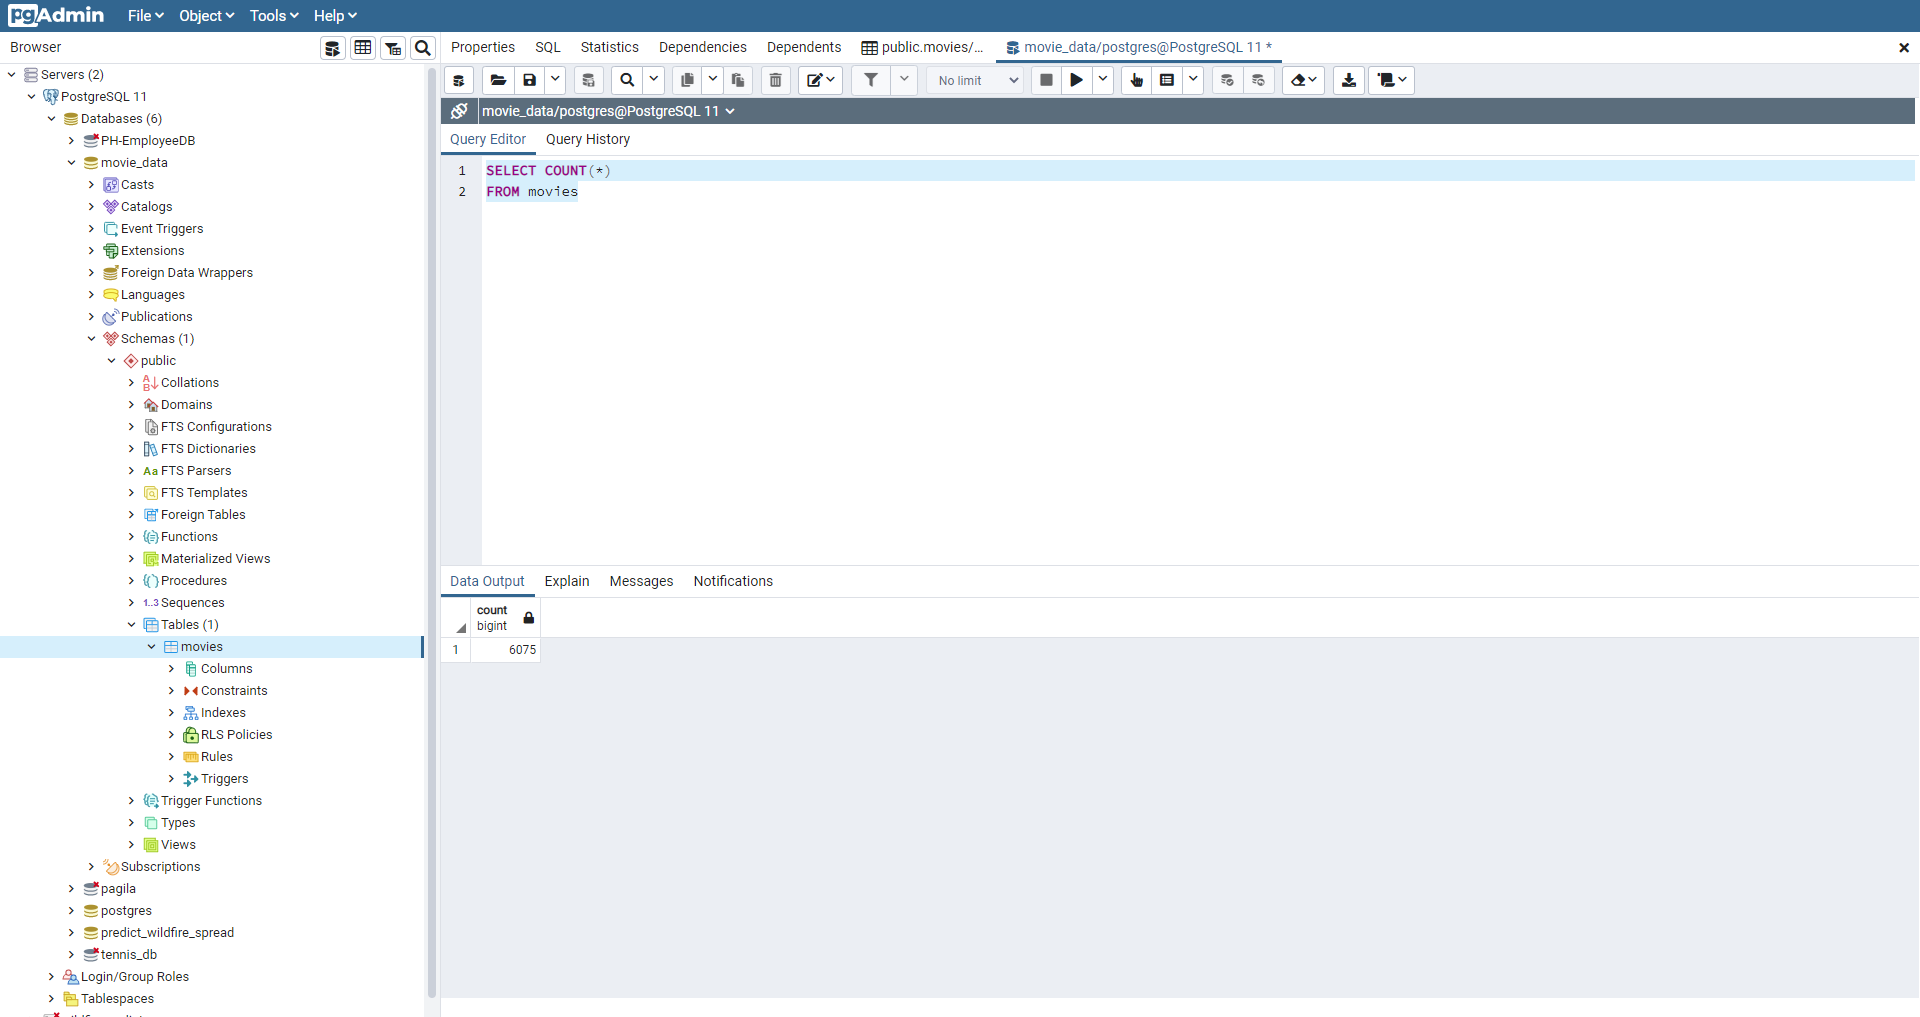 pgAdmin File Object Tools Help
Browser
Properties SQL Statistics Dependencies Dependents public.movies/... movie_data/postgres@PostgreSQL 11 *
No limit
movie_data/postgres@PostgreSQL 11
Query Editor Query History
1 SELECT COUNT(*)
2 FROM movies
Data Output Explain Messages Notifications
count
bigint
1 6075
Servers (2)
PostgreSQL 11
Databases (6)
PH-EmployeeDB
movie_data
Casts
Catalogs
Event Triggers
Extensions
Foreign Data Wrappers
Languages
Publications
Schemas (1)
public
Collations
Domains
FTS Configurations
FTS Dictionaries
Aa FTS Parsers
FTS Templates
Foreign Tables
Functions
Materialized Views
Procedures
1..3 Sequences
Tables (1)
movies
Columns
Constraints
Indexes
RLS Policies
Rules
Triggers
Trigger Functions
Types
Views
Subscriptions
pagila
postgres
predict_wildfire_spread
tennis_db
Login/Group Roles
Tablespaces